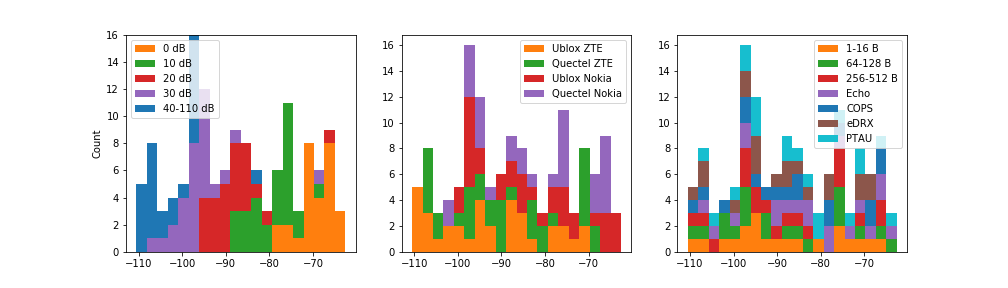 Count
16
14
12
10
8
6
4
2
0
−110 −100 −90 −80 −70
0 dB
10 dB
20 dB
30 dB
40-110 dB
16
14
12
10
8
6
4
2
0
−110 −100 −90 −80 −70
Ublox ZTE
Quectel ZTE
Ublox Nokia
Quectel Nokia
16
14
12
10
8
6
4
2
0
−110 −100 −90 −80 −70
1-16 B
64-128 B
256-512 B
Echo
COPS
eDRX
PTAU